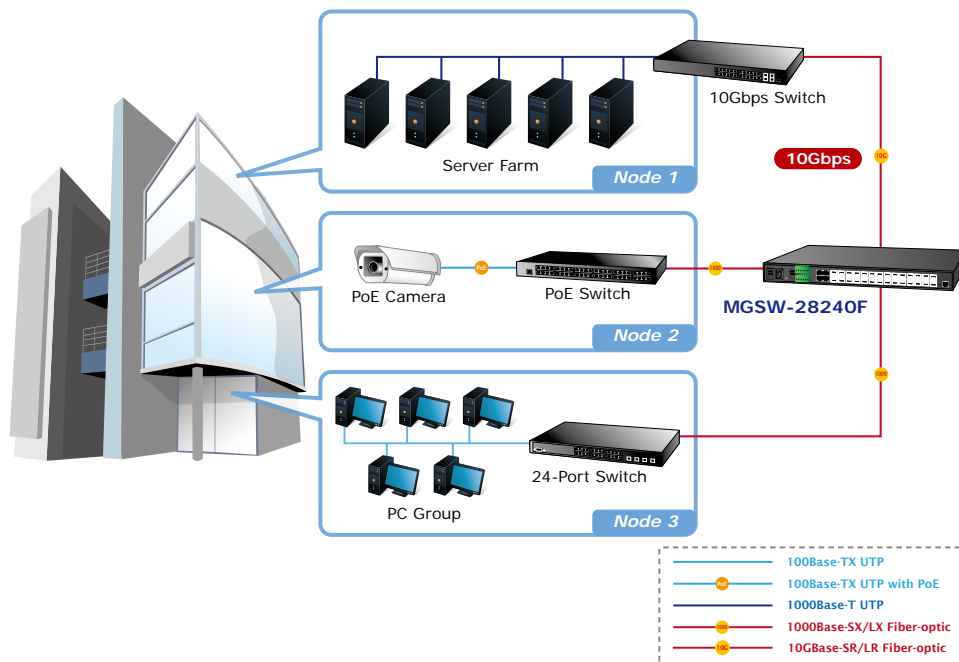 10Gbps Switch
Server Farm
Node 1
10Gbps
10G
PoE Camera
PoE
PoE Switch
1000
MGSW-28240F
Node 2
1000
24-Port Switch
PC Group
Node 3
100Base-TX UTP
PoE
100Base-TX UTP with PoE
1000Base-T UTP
1000
1000Base-SX/LX Fiber-optic
10G
10GBase-SR/LR Fiber-optic